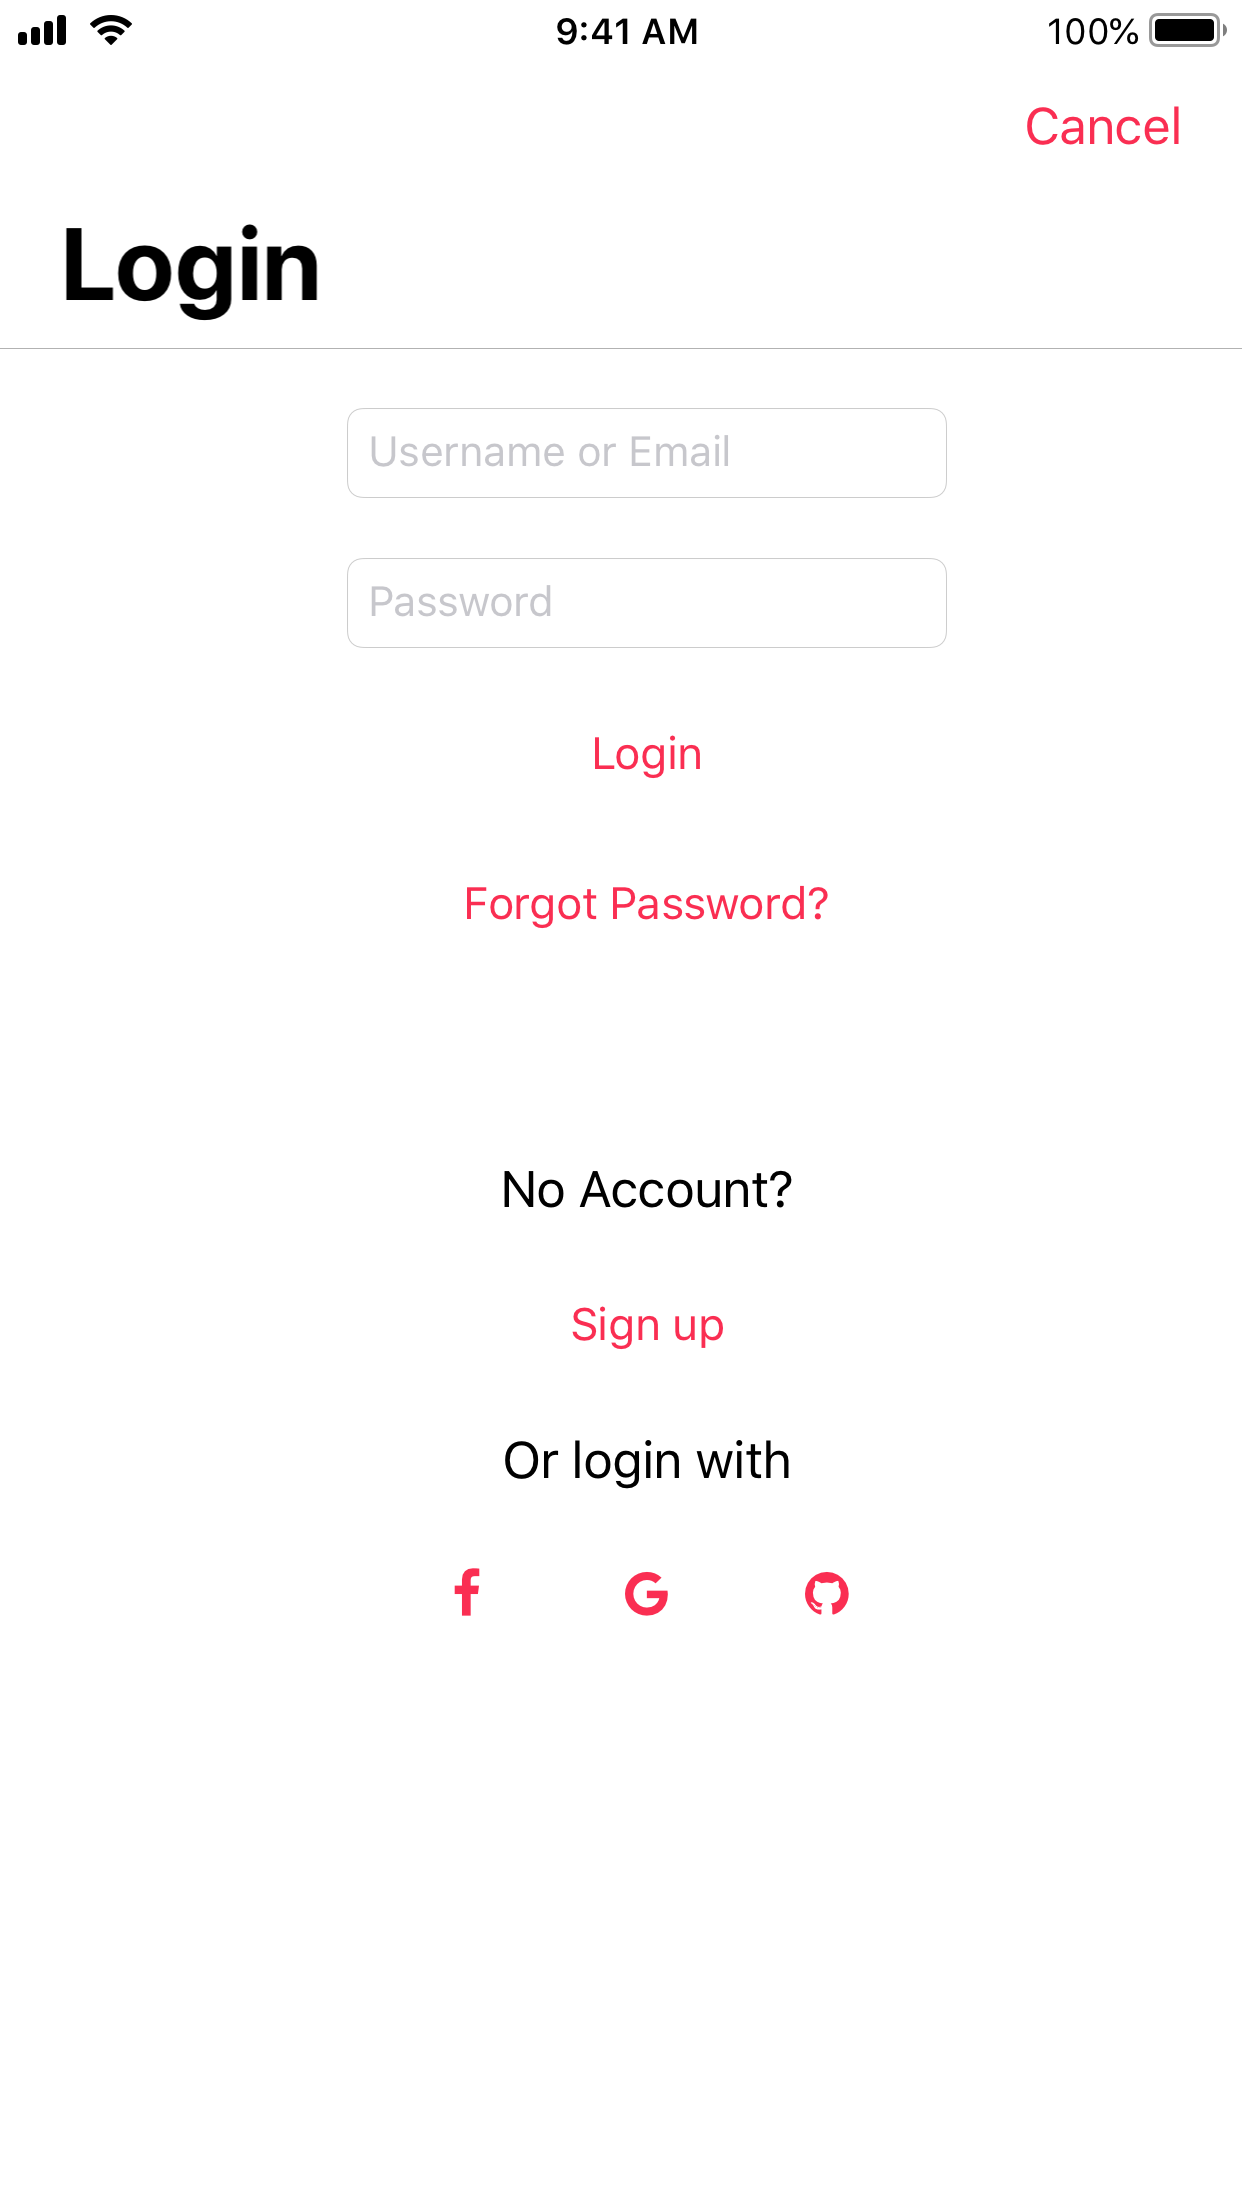 9:41 AM
100%
Cancel
Login
Username or Email
Password
Login
Forgot Password?
No Account?
Sign up
Or login with